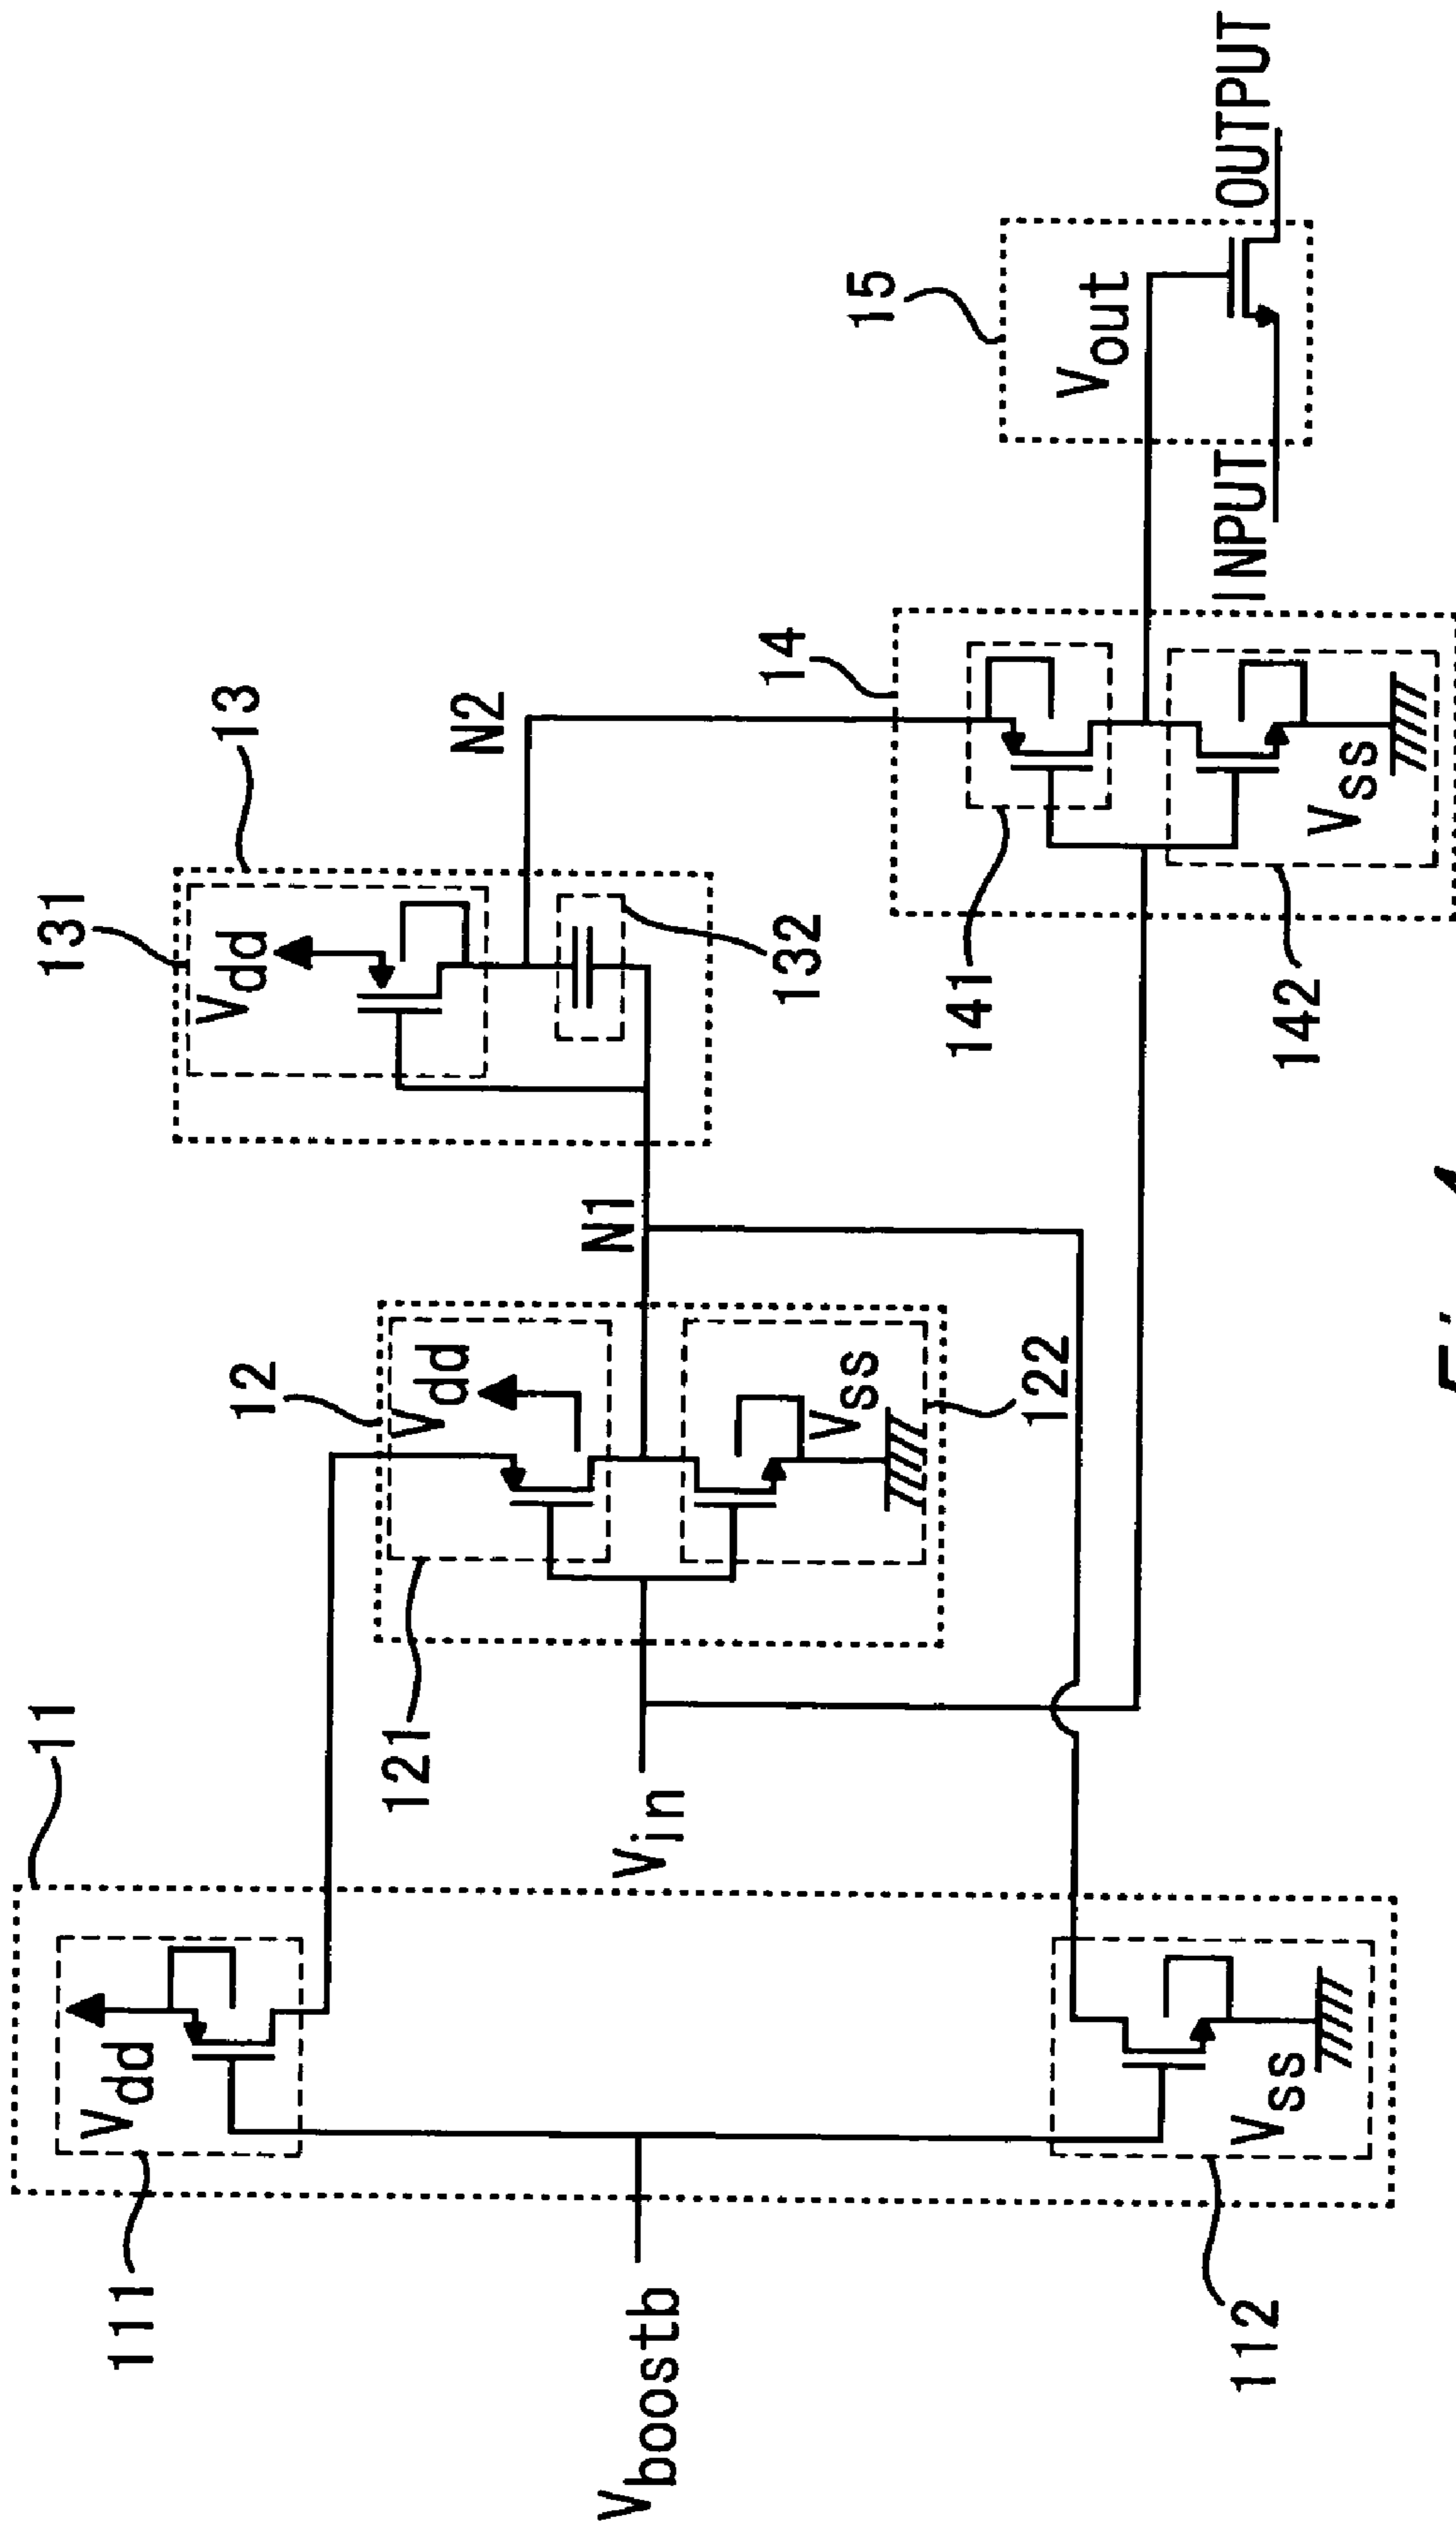 11
111
Vdd
Vboostb
112
Vss
12
121
Vdd
Vin
122
Vss
N1
13
131
Vdd
132
N2
14
141
142
Vss
15
Vout
INPUT
OUTPUT